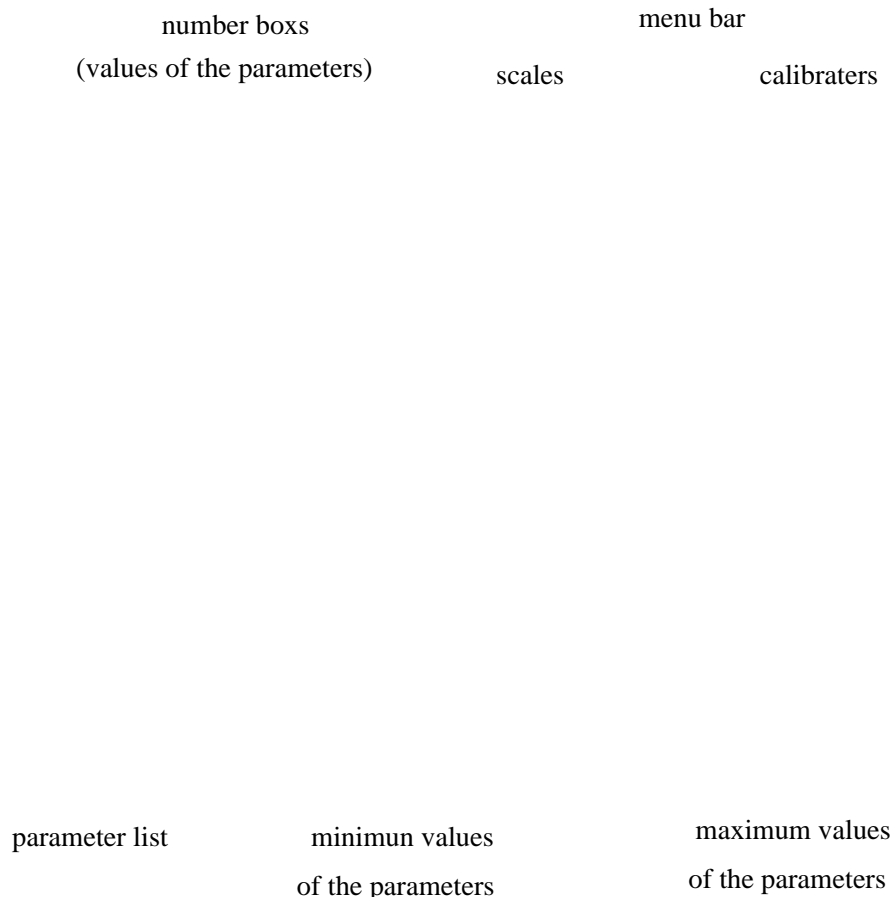 number boxs
(values of the parameters)
menu bar
scales
calibraters
parameter list
minimun values
of the parameters
maximum values
of the parameters